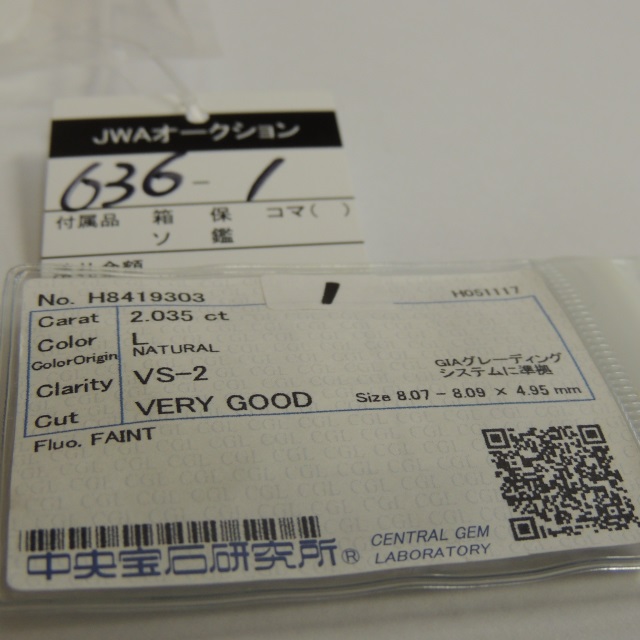 JWAオークション
636-1
付属品 箱 保 コマ( )
ソ 鑑
No. H8419303 1 H051117
Carat 2.035 ct
Color L
ColorOrigin NATURAL
Clarity VS-2
GIAグレーディング
システムに準拠
Cut VERY GOOD Size 8.07 - 8.09 × 4.95 mm
Fluo. FAINT
中央宝石研究所® CENTRAL GEM
LABORATORY